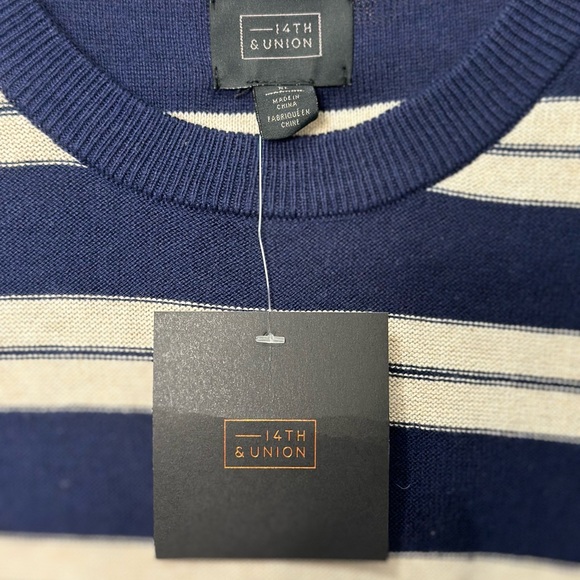 14TH
& UNION
MADE IN
CHINA
FABRIQUÉ EN
CHINE
14TH
& UNION